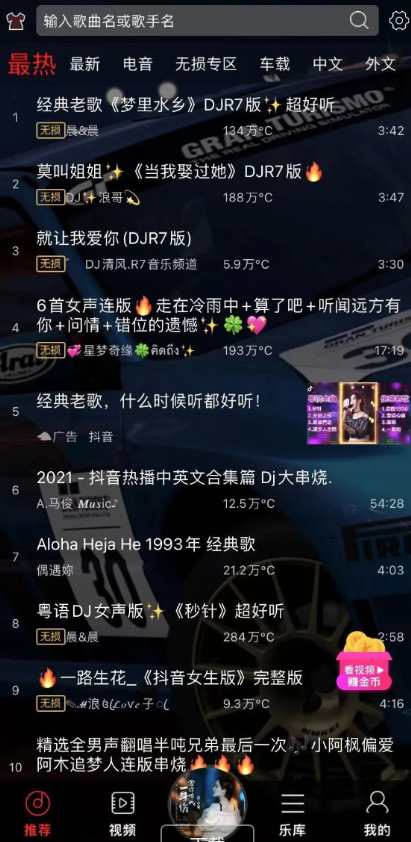 输入歌曲名或歌手名
最热 最新 电音 无损专区 车载 中文 外文
1 经典老歌《梦里水乡》DJR7版✨超好听
无损 晨&晨 134万°C 3:42
2 莫叫姐姐✨《当我娶过她》DJR7版🔥
无损 DJ✨浪哥💫 188万°C 3:47
3 就让我爱你(DJR7版)
无损 DJ清风.R7音乐频道 5.9万°C 3:30
4 6首女声连版🔥走在冷雨中+算了吧+听闻远方有
你+问情+错位的遗憾✨🍀💖
无损 💞星梦奇缘🍀คิดถึง✨ 193万°C 17:19
5 经典老歌，什么时候听都好听！
广告 抖音
6 2021 - 抖音热播中英文合集篇 Dj大串烧.
A.马俊 𝑴𝒖𝒔𝒊c♪ 12.5万°C 54:28
7 Aloha Heja He 1993年 经典歌
偶遇妳 21.2万°C 4:03
8 粤语DJ女声版✨《秒针》超好听
无损 晨&晨 284万°C 2:58
看视频
赚金币
9 🔥一路生花_《抖音女生版》完整版
无损 浪 子 9.3万°C 4:16
10 精选全男声翻唱半吨兄弟最后一次🎶小阿枫偏爱
阿木追梦人连版串烧🔥🔥🔥
推荐 视频 下载 乐库 我的